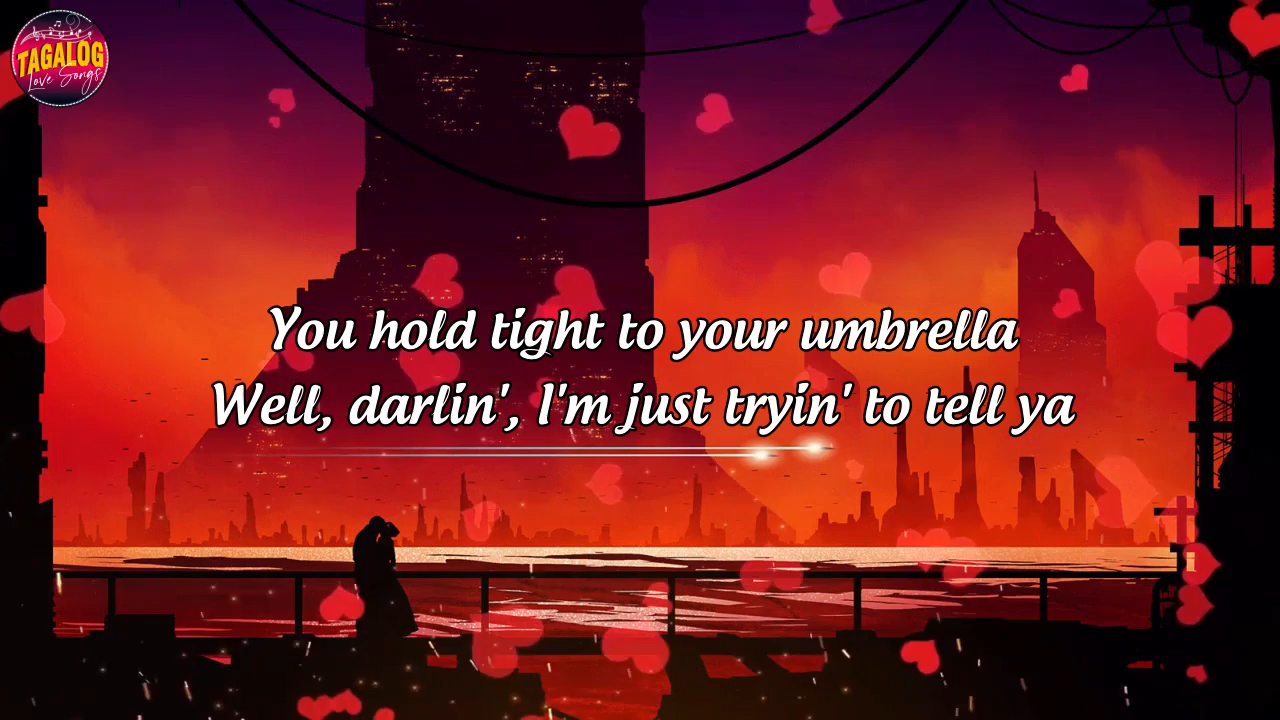 TAGALOG
Love Songs
You hold tight to your umbrella
Well, darlin', I'm just tryin' to tell ya